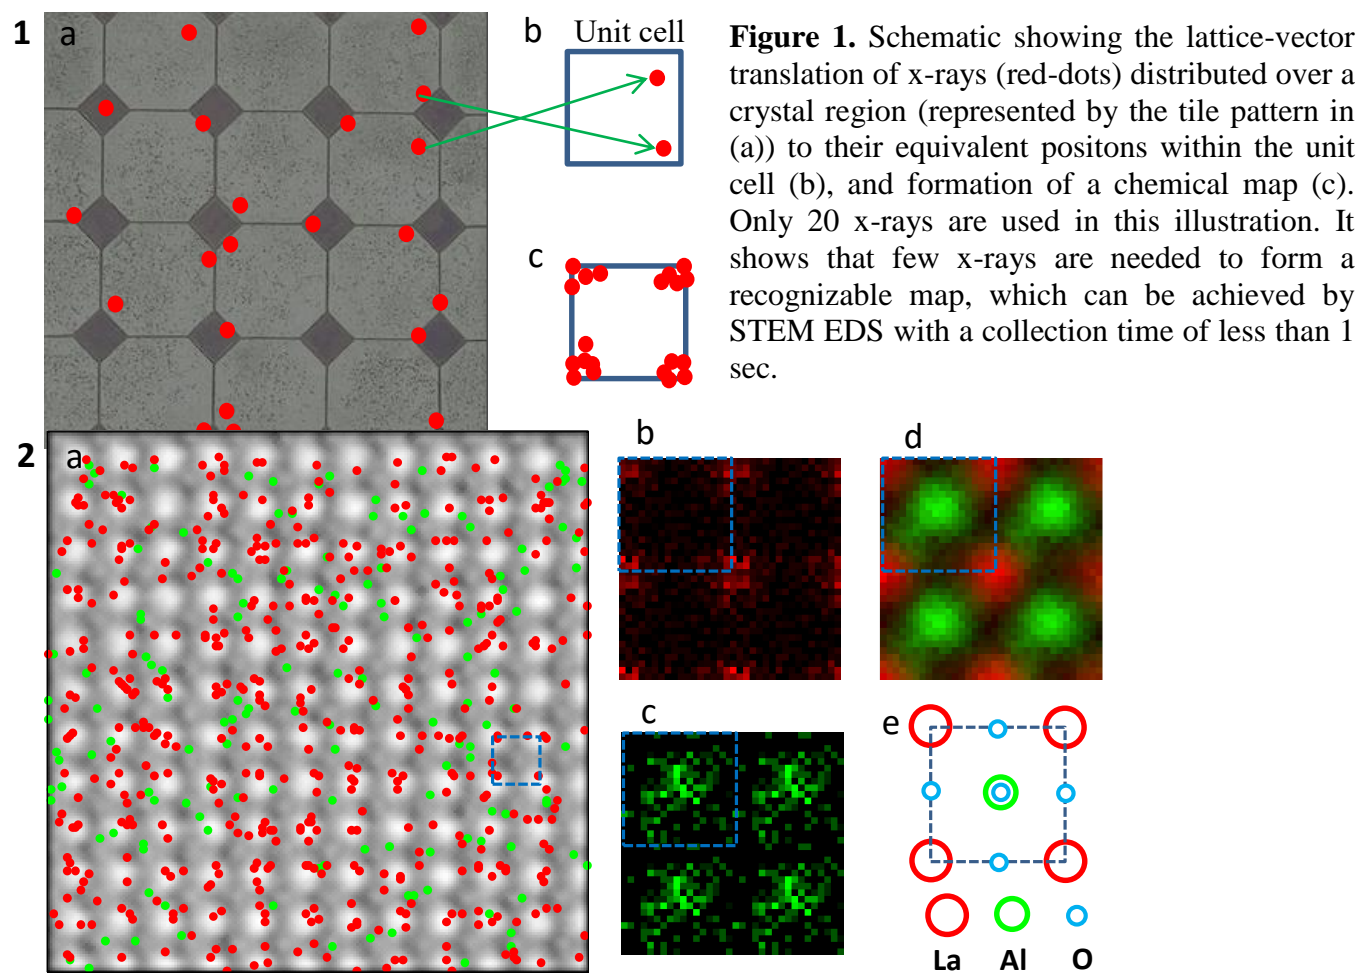 1
a
b
Unit cell
c
Figure 1. Schematic showing the lattice-vector
translation of x-rays (red-dots) distributed over a
crystal region (represented by the tile pattern in
(a)) to their equivalent positons within the unit
cell (b), and formation of a chemical map (c).
Only 20 x-rays are used in this illustration. It
shows that few x-rays are needed to form a
recognizable map, which can be achieved by
STEM EDS with a collection time of less than 1
sec.
2
a
b
d
c
e
La Al O